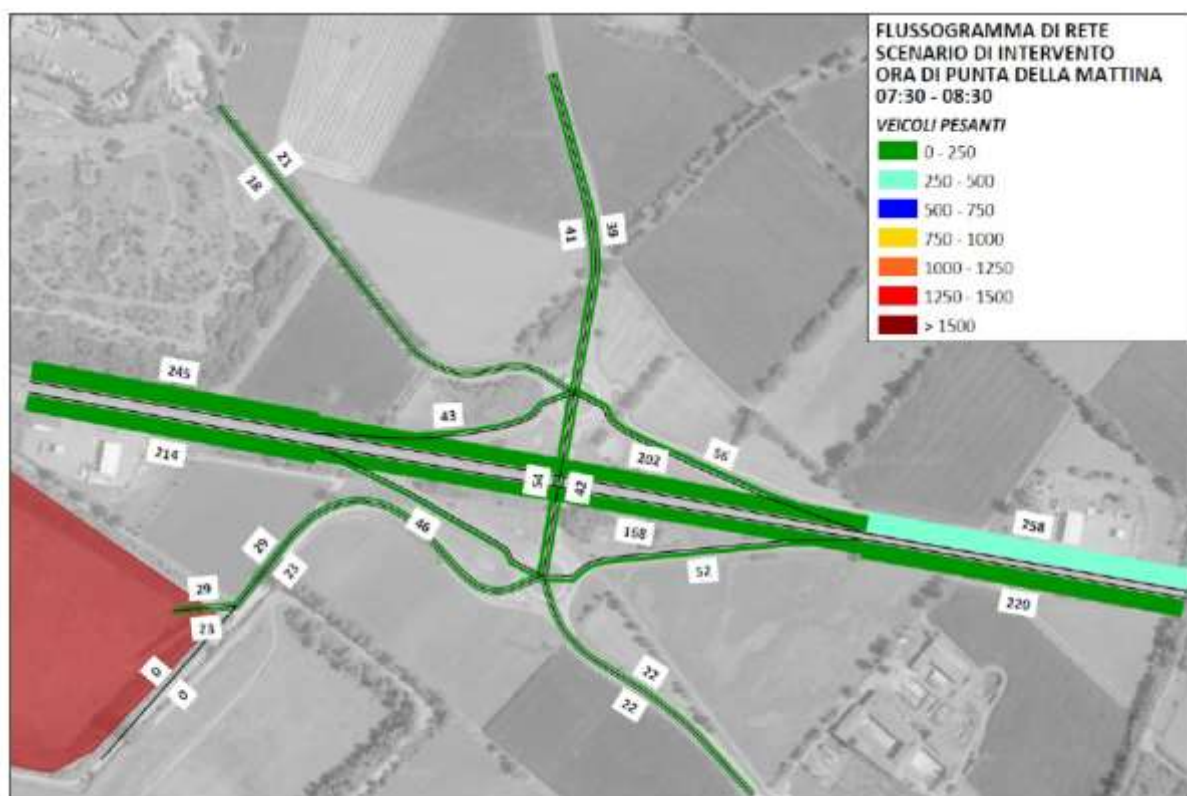 FLUSSOGRAMMA DI RETE
SCENARIO DI INTERVENTO
ORA DI PUNTA DELLA MATTINA
07:30 - 08:30
VEICOLI PESANTI
0 - 250
250 - 500
500 - 750
750 - 1000
1000 - 1250
1250 - 1500
> 1500
21
18
41
39
245
43
214
202
56
54
42
258
168
46
52
220
29
23
29
23
0
0
22
22